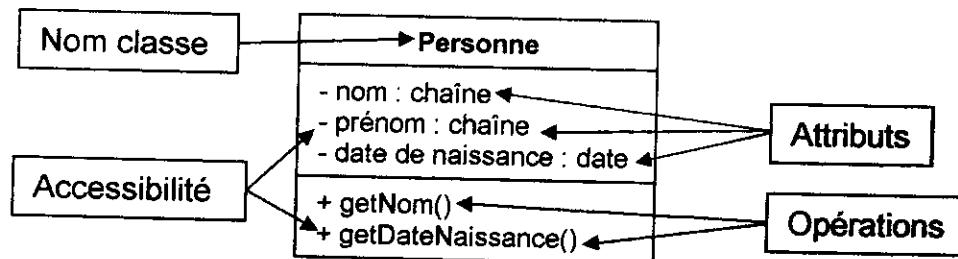 Nom classe
Personne
- nom : chaîne
- prénom : chaîne
- date de naissance : date
Attributs
Accessibilité
+ getNom()
+ getDateNaissance()
Opérations